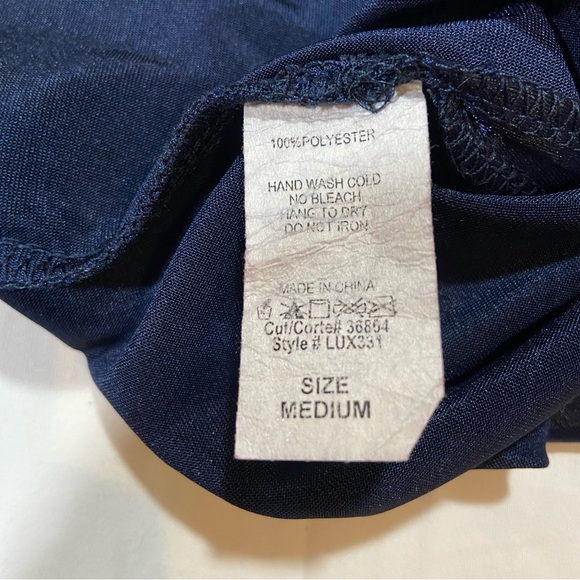 100%POLYESTER
HAND WASH COLD
NO BLEACH
HANG TO DRY
DO NOT IRON
MADE IN CHINA
Cut/Corte# 36864
Style # LUX331
SIZE
MEDIUM